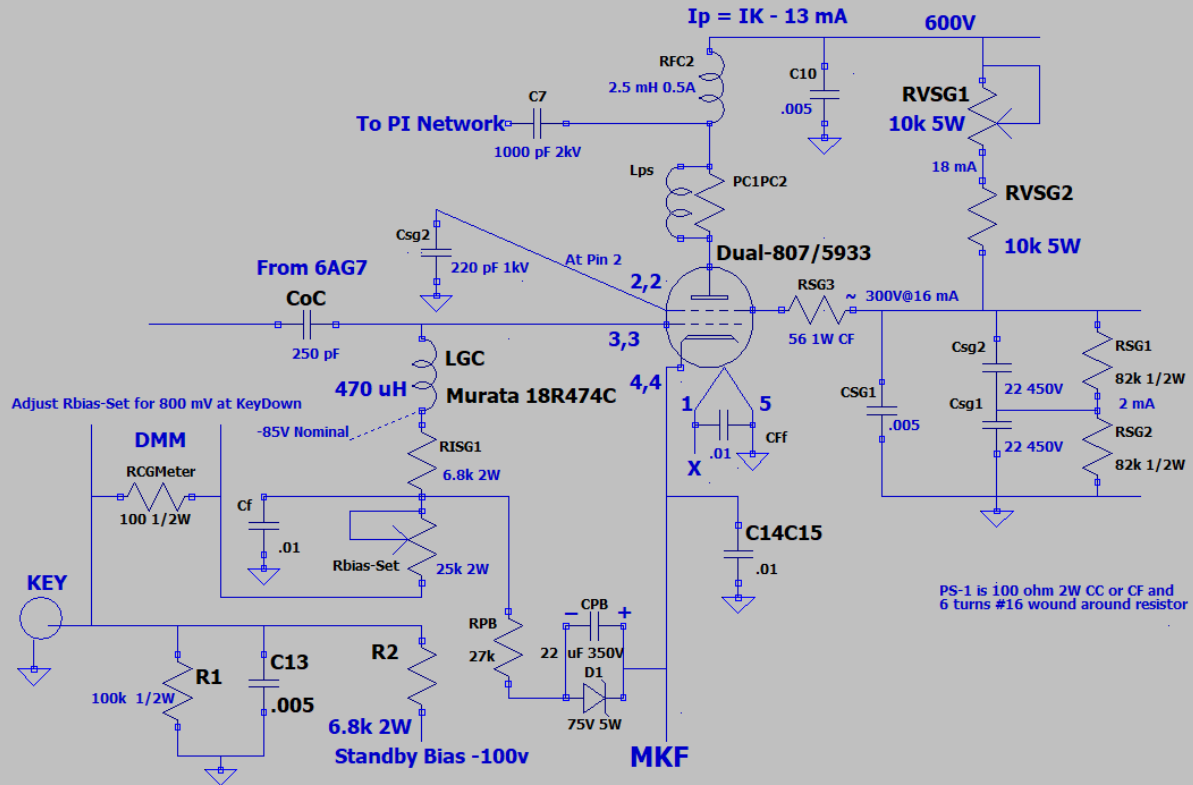 Ip = IK - 13 mA
600V
RFC2
2.5 mH 0.5A
C10
.005
C7
To PI Network
1000 pF 2kV
RVSG1
10k 5W
18 mA
RVSG2
10k 5W
Lps
PC1PC2
Csg2
220 pF 1kV
At Pin 2
Dual-807/5933
2,2
From 6AG7
CoC
250 pF
3,3
RSG3
56 1W CF
~ 300V@16 mA
LGC
470 uH
Murata 18R474C
4,4
1
5
CFf
.01
X
Csg2
22 450V
Csg1
22 450V
CSG1
.005
RSG1
82k 1/2W
2 mA
RSG2
82k 1/2W
Adjust Rbias-Set for 800 mV at KeyDown
-85V Nominal
DMM
RCGMeter
100 1/2W
RISG1
6.8k 2W
Cf
.01
Rbias-Set
25k 2W
C14C15
.01
KEY
R1
100k 1/2W
C13
.005
R2
6.8k 2W
Standby Bias -100v
RPB
27k
CPB
− +
22 uF 350V
D1
75V 5W
MKF
PS-1 is 100 ohm 2W CC or CF and
6 turns #16 wound around resistor